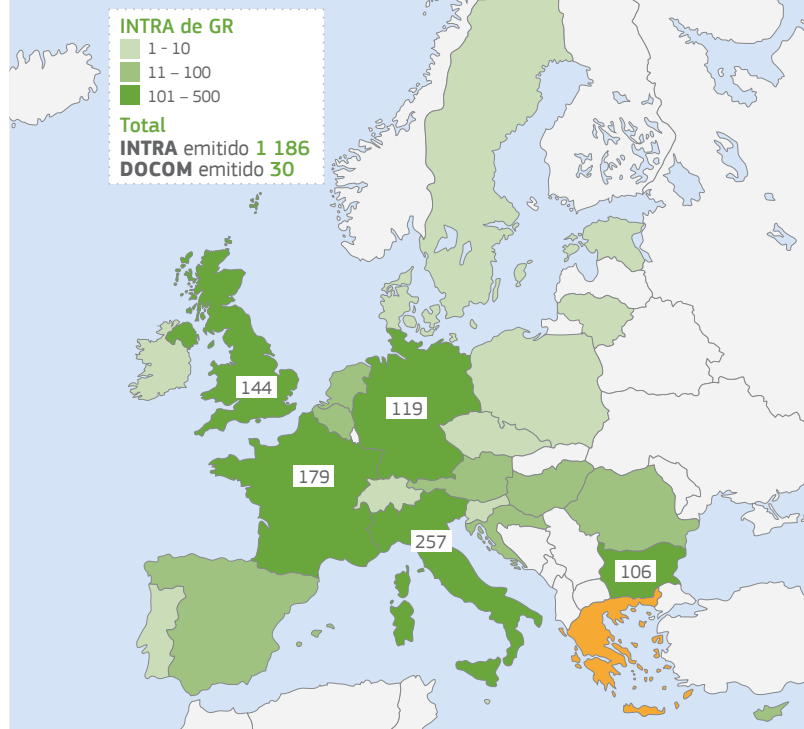 INTRA de GR
1 - 10
11 – 100
101 – 500
Total
INTRA emitido 1 186
DOCOM emitido 30
144
119
179
257
106